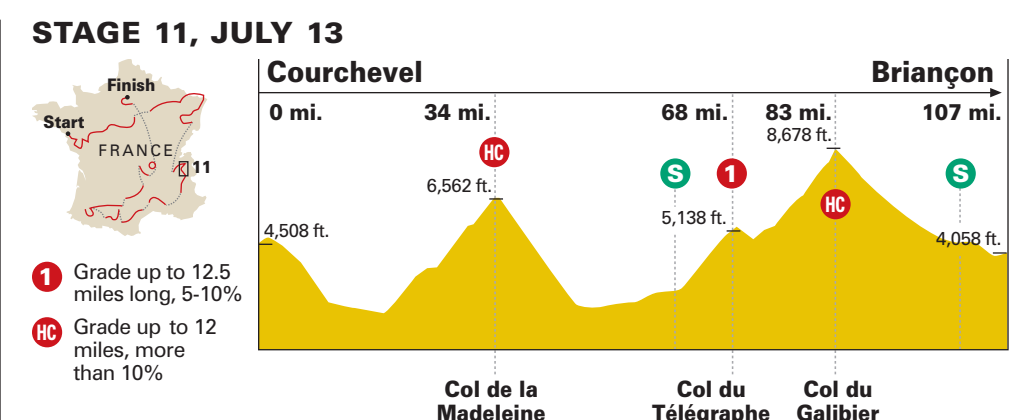 STAGE 11, JULY 13
Finish
Start
FRANCE
11
1 Grade up to 12.5
miles long, 5-10%
HC Grade up to 12
miles, more
than 10%
Courchevel Briançon
0 mi. 34 mi. 68 mi. 83 mi. 107 mi.
8,678 ft.
HC
S 1 S
6,562 ft.
HC
5,138 ft.
4,508 ft.
4,058 ft.
Col de la
Madeleine
Col du
Télégraphe
Col du
Galibier